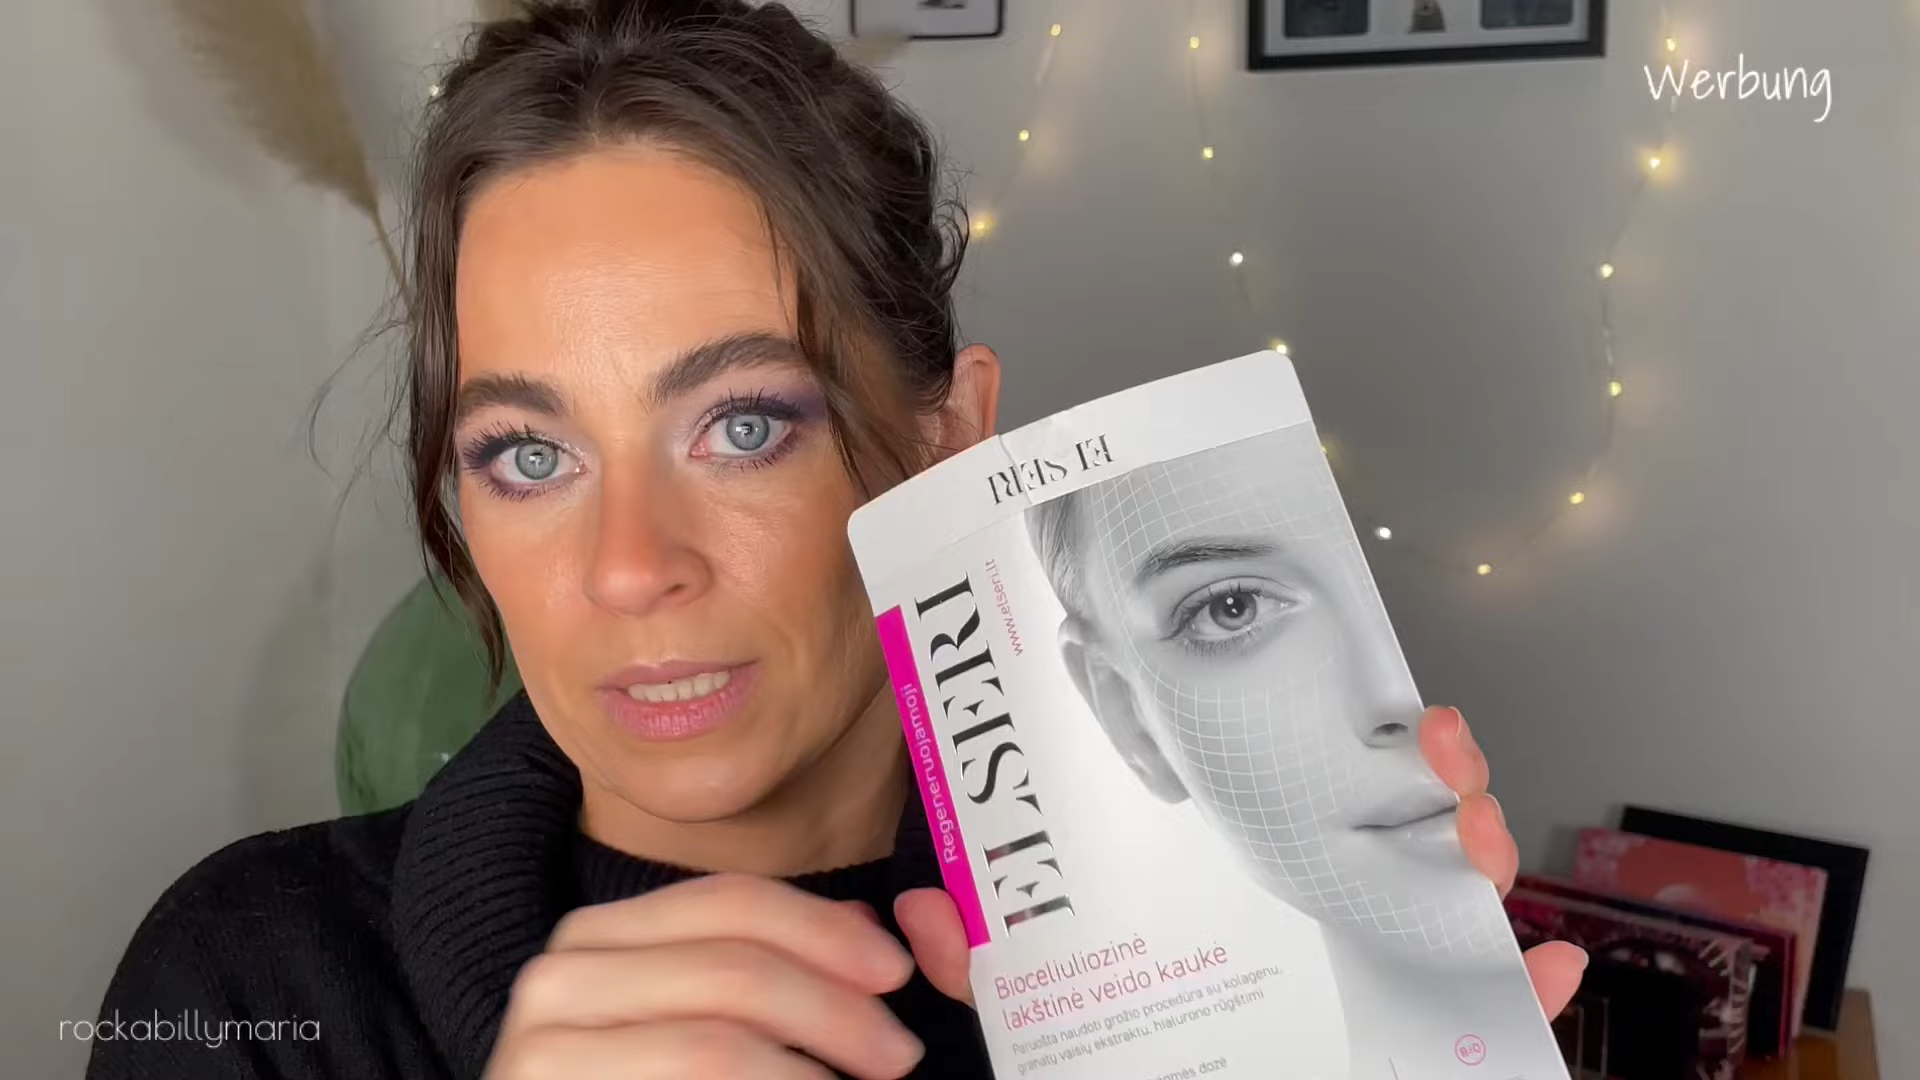 Werbung
EL SERI
www.elseri.lt
EL SERI
Regeneruojamoji
Bioceliuliozinė
lakštinė veido kaukė
Paruošta naudoti grožio procedūra su kolagenu,
granatų vaisių ekstraktu, hialurono rūgštimi
dozė
BIO
rockabillymaria